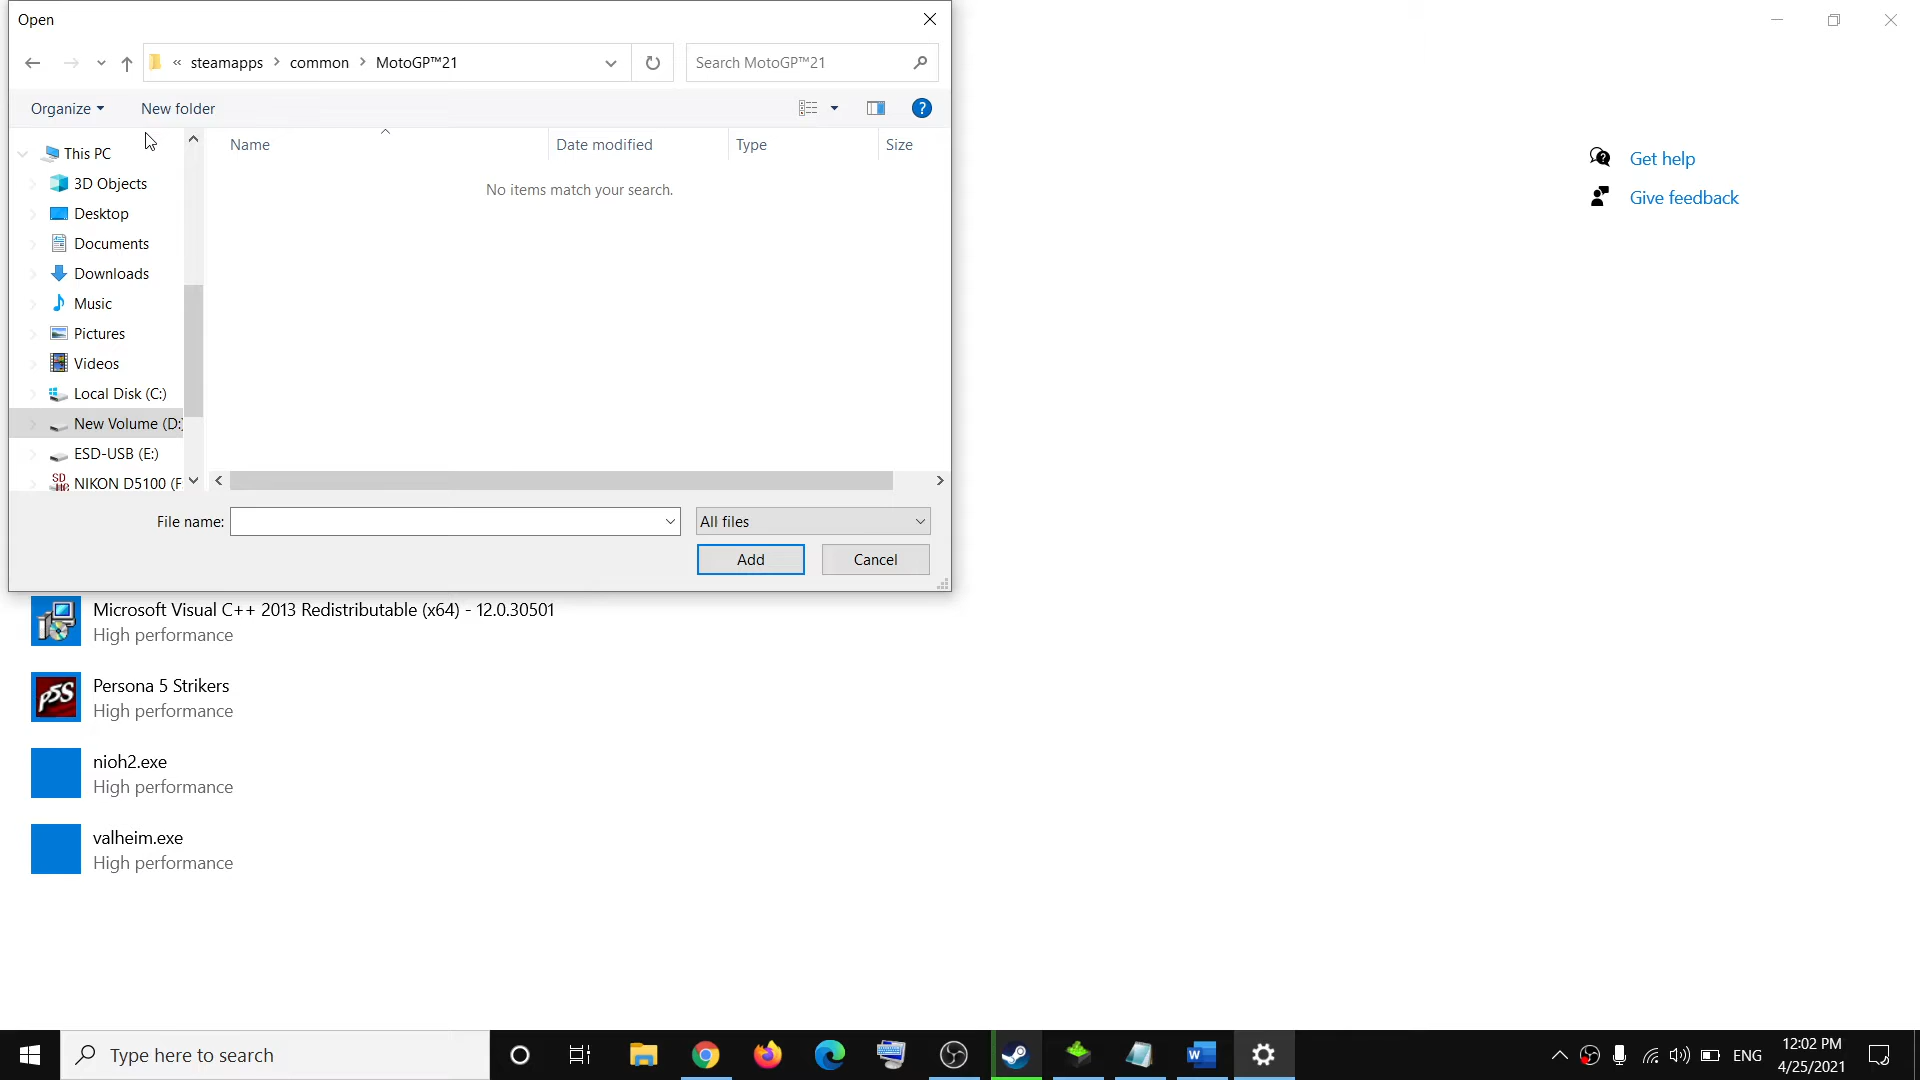 Open
« steamapps > common > MotoGP™21
Search MotoGP™21
Organize
New folder
?
This PC
3D Objects
Desktop
Documents
Downloads
Music
Pictures
Videos
Local Disk (C:)
New Volume (D:)
ESD-USB (E:)
NIKON D5100 (F
Name
Date modified
Type
Size
No items match your search.
File name:
All files
Add
Cancel
Get help
Give feedback
Microsoft Visual C++ 2013 Redistributable (x64) - 12.0.30501
High performance
Persona 5 Strikers
High performance
nioh2.exe
High performance
valheim.exe
High performance
Type here to search
ENG
12:02 PM
4/25/2021